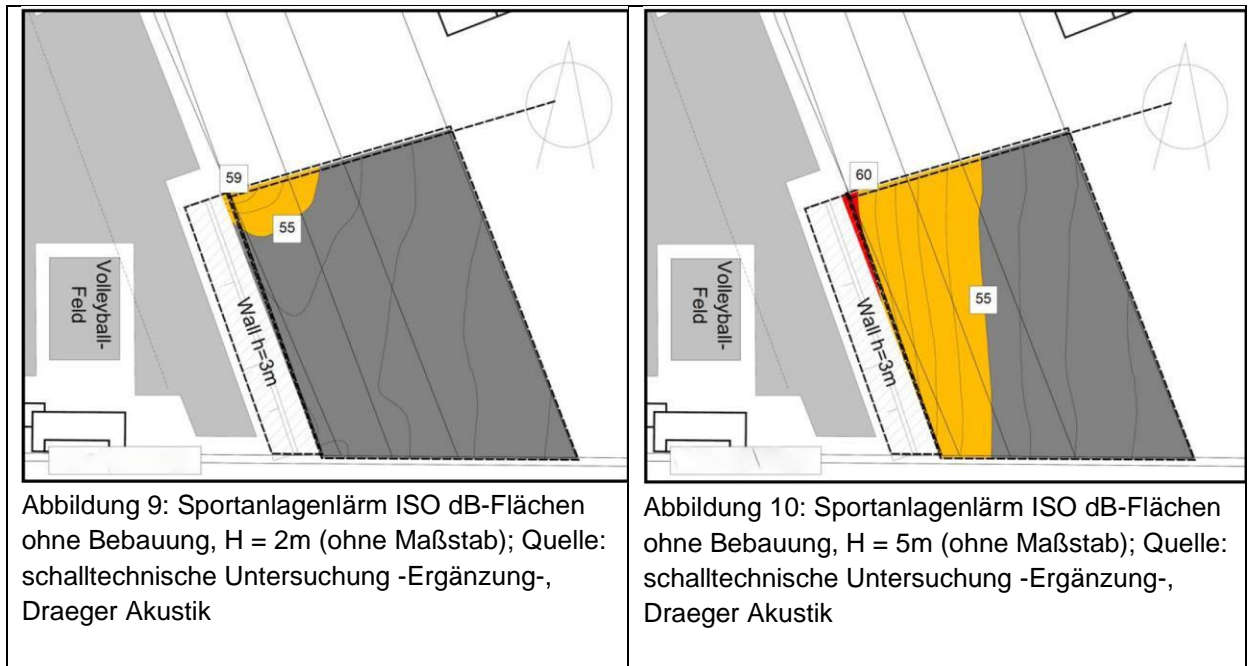 59
55
Volleyball-
Feld
Wall h=3m
Abbildung 9: Sportanlagenlärm ISO dB-Flächen
ohne Bebauung, H = 2m (ohne Maßstab); Quelle:
schalltechnische Untersuchung -Ergänzung-,
Draeger Akustik
60
55
Volleyball-
Feld
Wall h=3m
Abbildung 10: Sportanlagenlärm ISO dB-Flächen
ohne Bebauung, H = 5m (ohne Maßstab); Quelle:
schalltechnische Untersuchung -Ergänzung-,
Draeger Akustik